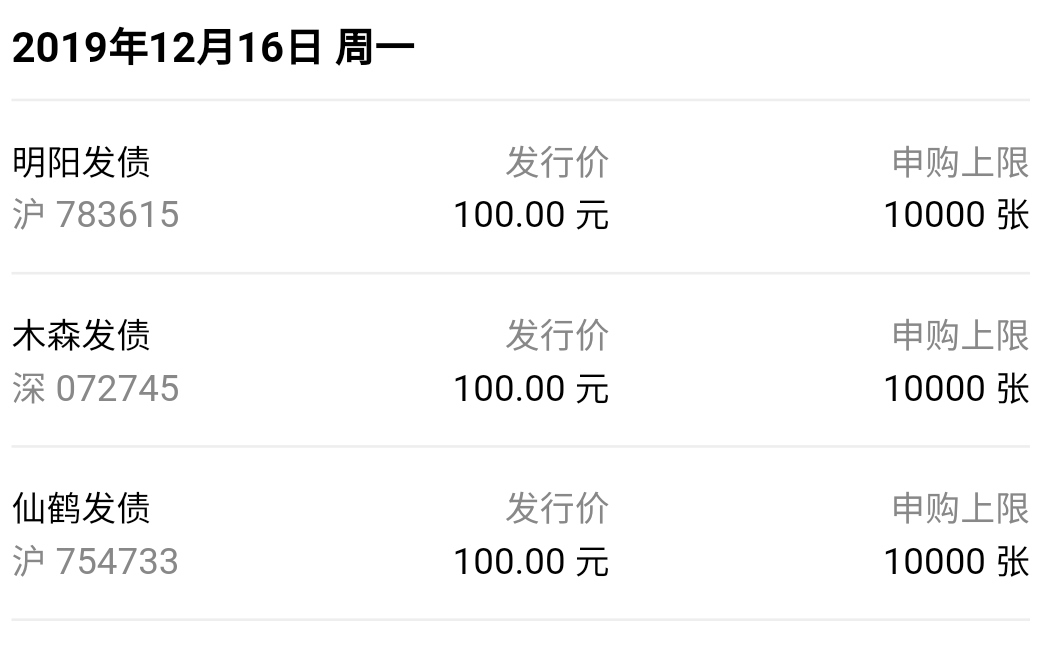 2019年12月16日 周一
明阳发债 发行价 申购上限
沪 783615 100.00 元 10000 张
木森发债 发行价 申购上限
深 072745 100.00 元 10000 张
仙鹤发债 发行价 申购上限
沪 754733 100.00 元 10000 张